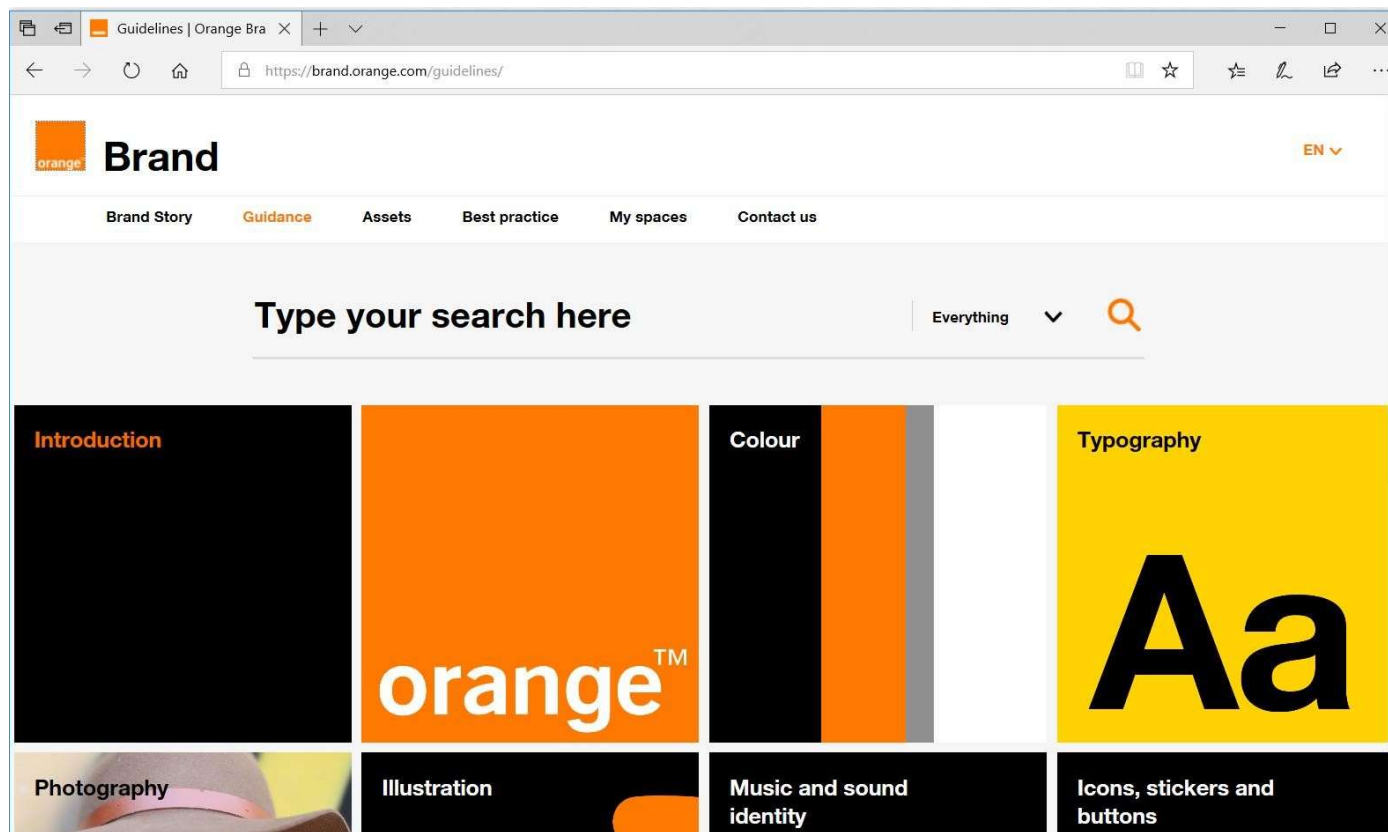 Guidelines | Orange Bra
https://brand.orange.com/guidelines/
orange
Brand
EN
Brand Story Guidance Assets Best practice My spaces Contact us
Type your search here
Everything
Introduction
orange™
Colour
Typography
Aa
Photography
Illustration
Music and sound
identity
Icons, stickers and
buttons